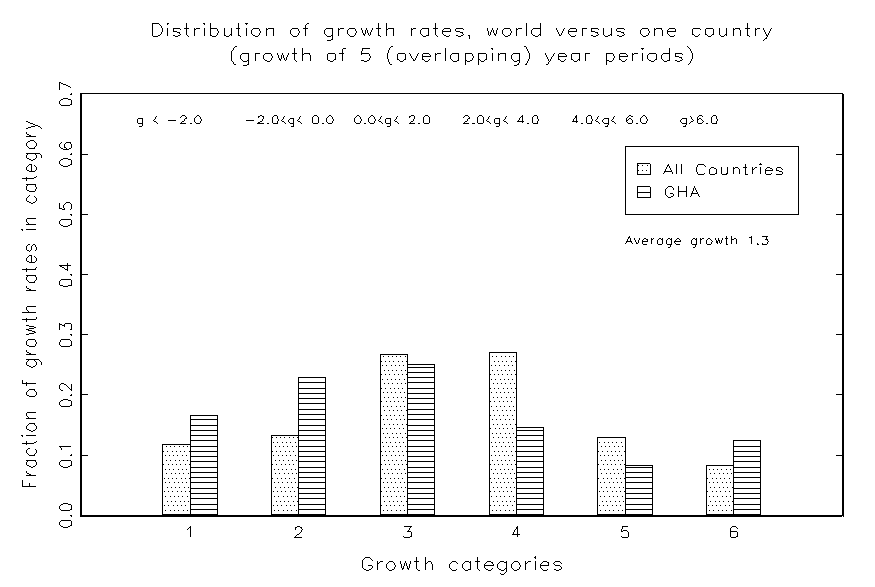 Distribution of growth rates, world versus one country
(growth of 5 (overlapping) year periods)
g < -2.0 -2.0<g< 0.0 0.0<g< 2.0 2.0<g< 4.0 4.0<g< 6.0 g>6.0
All Countries
GHA
Average growth 1.3
Fraction of growth rates in category
0.7
0.6
0.5
0.4
0.3
0.2
0.1
0.0
1 2 3 4 5 6
Growth categories